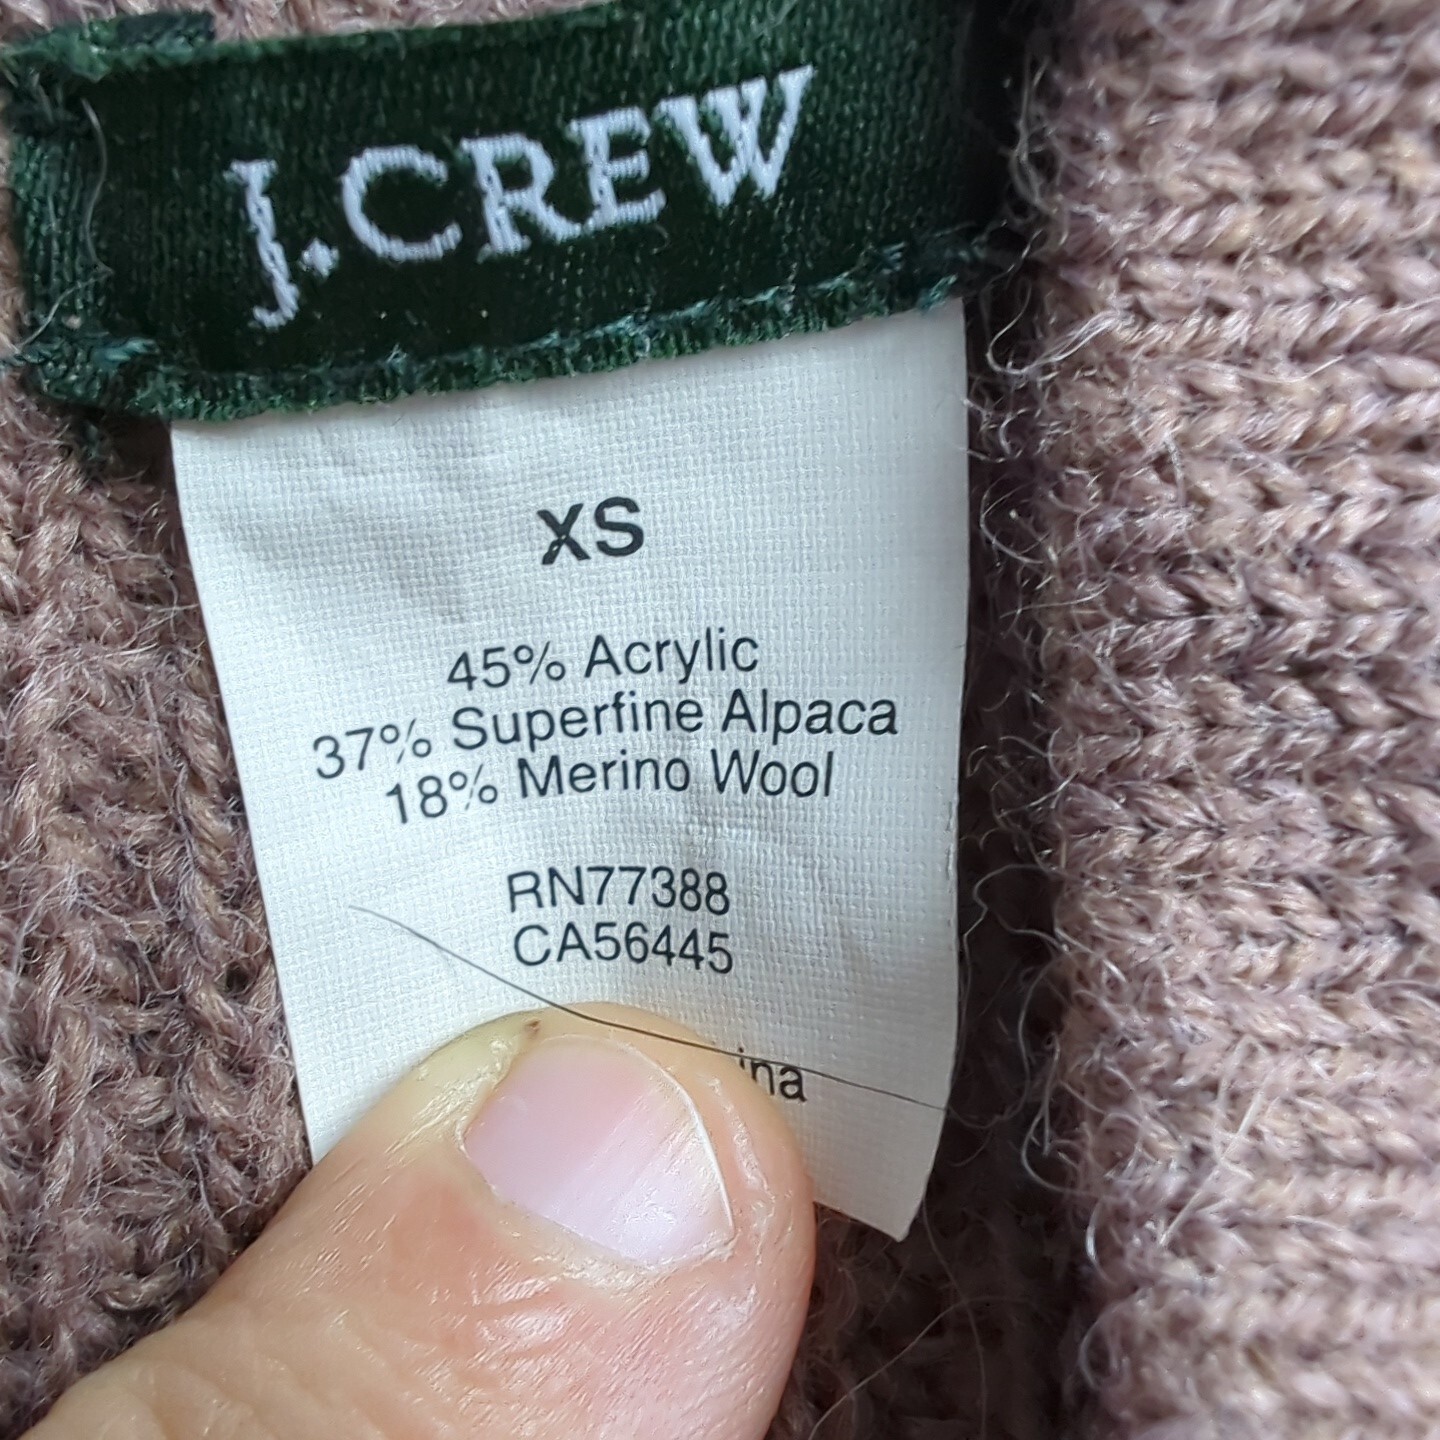 J.CREW
XS
45% Acrylic
37% Superfine Alpaca
18% Merino Wool
RN77388
CA56445